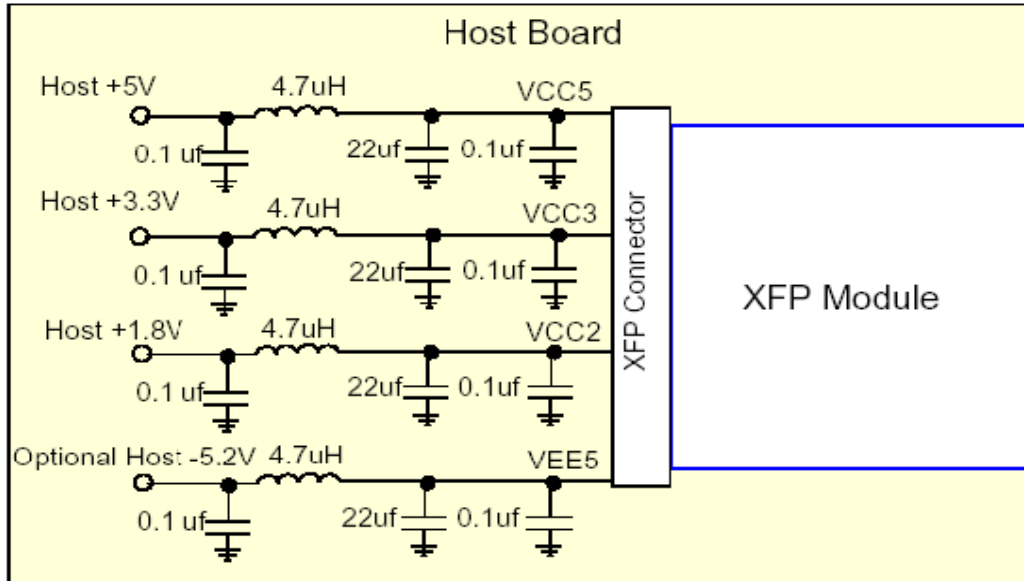 Host Board
Host +5V
4.7uH
VCC5
0.1 uf
22uf
0.1uf
Host +3.3V
4.7uH
VCC3
0.1 uf
22uf
0.1uf
Host +1.8V
4.7uH
VCC2
0.1 uf
22uf
0.1uf
Optional Host -5.2V
4.7uH
VEE5
0.1 uf
22uf
0.1uf
XFP Connector
XFP Module